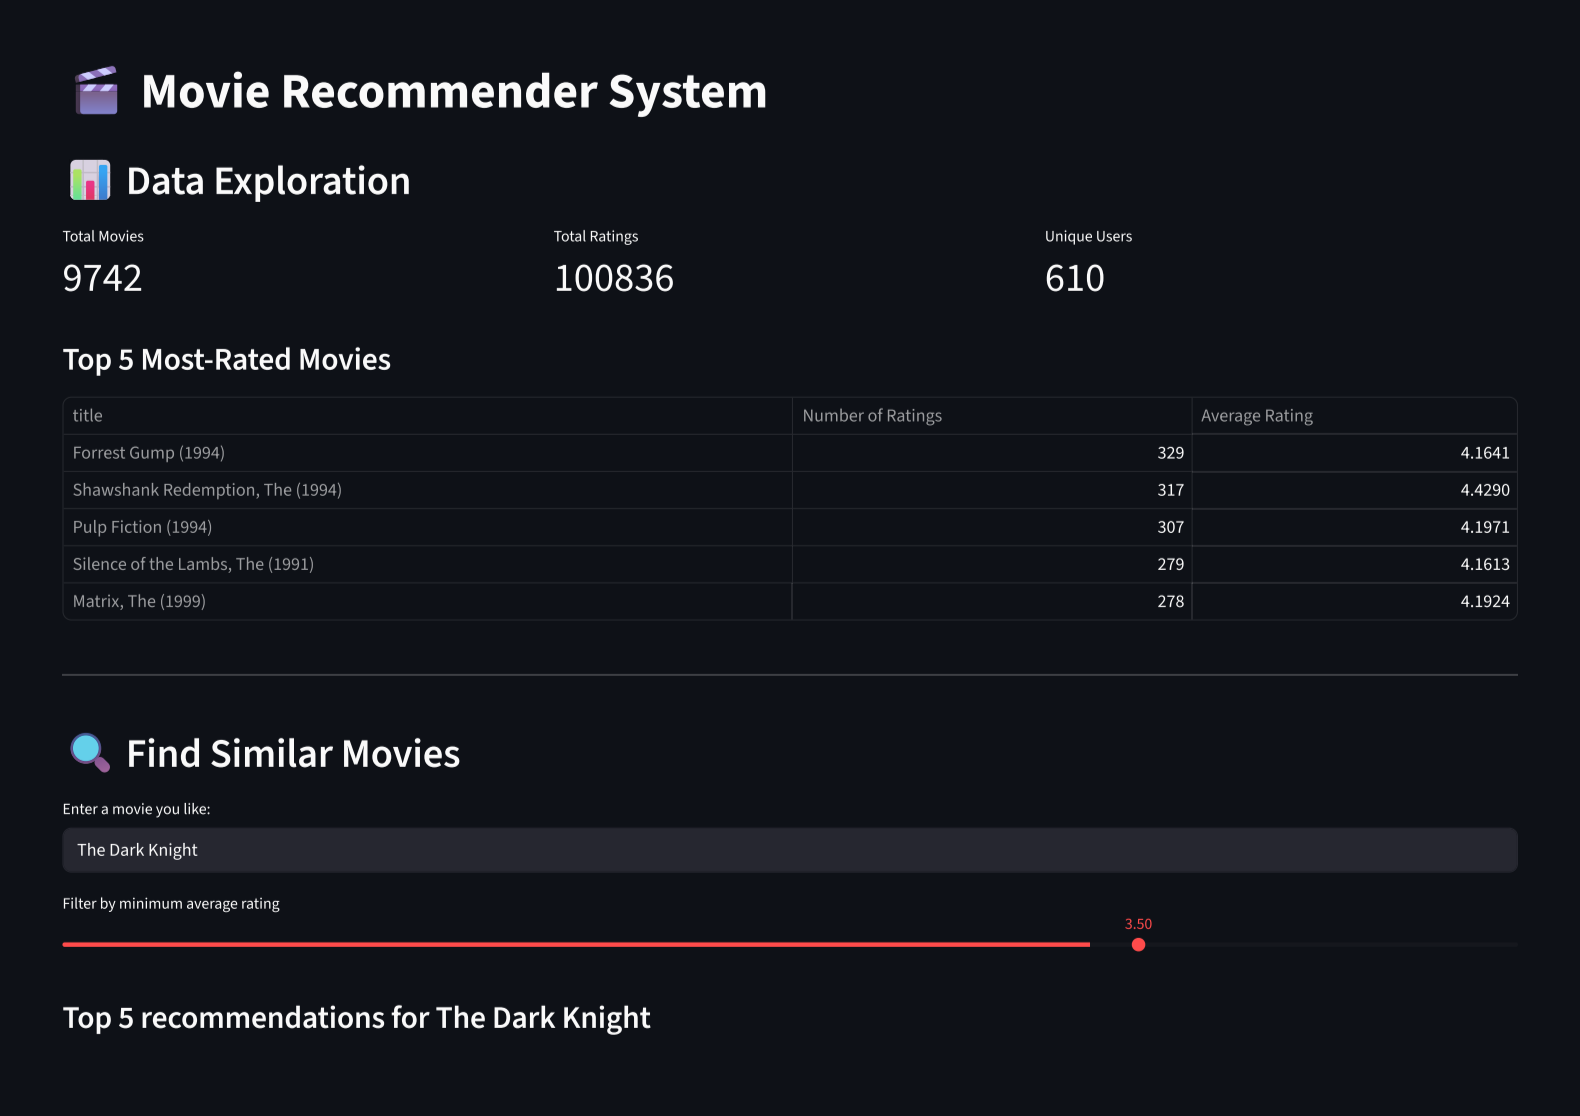 Movie Recommender System
Data Exploration
Total Movies
9742
Total Ratings
100836
Unique Users
610
Top 5 Most-Rated Movies
title Number of Ratings Average Rating
Forrest Gump (1994) 329 4.1641
Shawshank Redemption, The (1994) 317 4.4290
Pulp Fiction (1994) 307 4.1971
Silence of the Lambs, The (1991) 279 4.1613
Matrix, The (1999) 278 4.1924
Find Similar Movies
Enter a movie you like:
The Dark Knight
Filter by minimum average rating
3.50
Top 5 recommendations for The Dark Knight